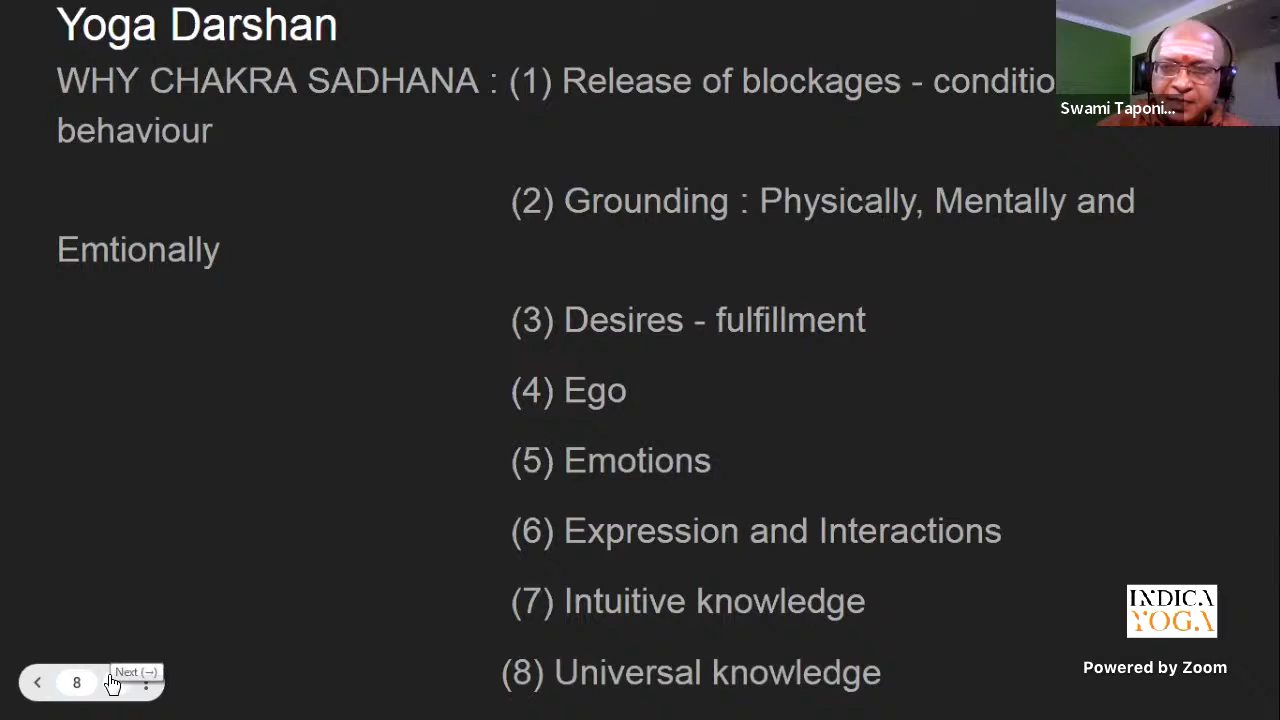 Yoga Darshan
WHY CHAKRA SADHANA : (1) Release of blockages -
behaviour
(2) Grounding : Physically, Mentally and
Emtionally
(3) Desires - fulfillment
(4) Ego
(5) Emotions
(6) Expression and Interactions
(7) Intuitive knowledge
(8) Universal knowledge
Swami Taponi...
INDICA
YOGA
Powered by Zoom
8
Next (→)